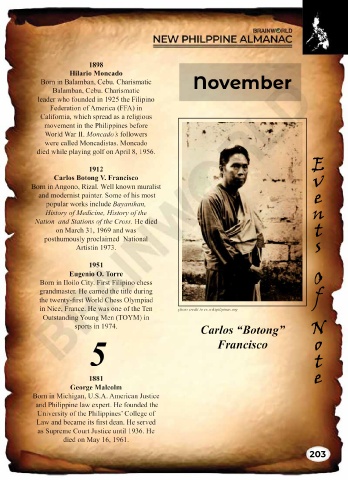 BRAINWORLD
NEW PHILPPINE ALMANAC
November
1898
Hilario Moncado
Born in Balamban, Cebu. Charismatic
Balamban, Cebu. Charismatic
leader who founded in 1925 the Filipino
Federation of America (FFA) in
California, which spread as a religious
movement in the Philippines before
World War II. Moncado's followers
were called Moncadistas. Moncado
died while playing golf on April 8, 1956.
1912
Carlos Botong V. Francisco
Born in Angono, Rizal. Well known muralist
and modernist painter. Some of his most
popular works include Bayanihan,
History of Medicine, History of the
Nation and Stations of the Cross. He died
on March 31, 1969 and was
posthumously proclaimed National
Artistin 1973.
1951
Eugenio O. Torre
Born in Iloilo City. First Filipino chess
grandmaster. He earned the title during
the twenty-first World Chess Olympiad
in Nice, France. He was one of the Ten
Outstanding Young Men (TOYM) in
sports in 1974.
5
1881
George Malcolm
Born in Michigan, U.S.A. American Justice
and Philippine law expert. He founded the
University of the Philippines' College of
Law and became its first dean. He served
as Supreme Court Justice until 1936. He
died on May 16, 1961.
photo credit to
Carlos "Botong"
Francisco
Events Of Note
203